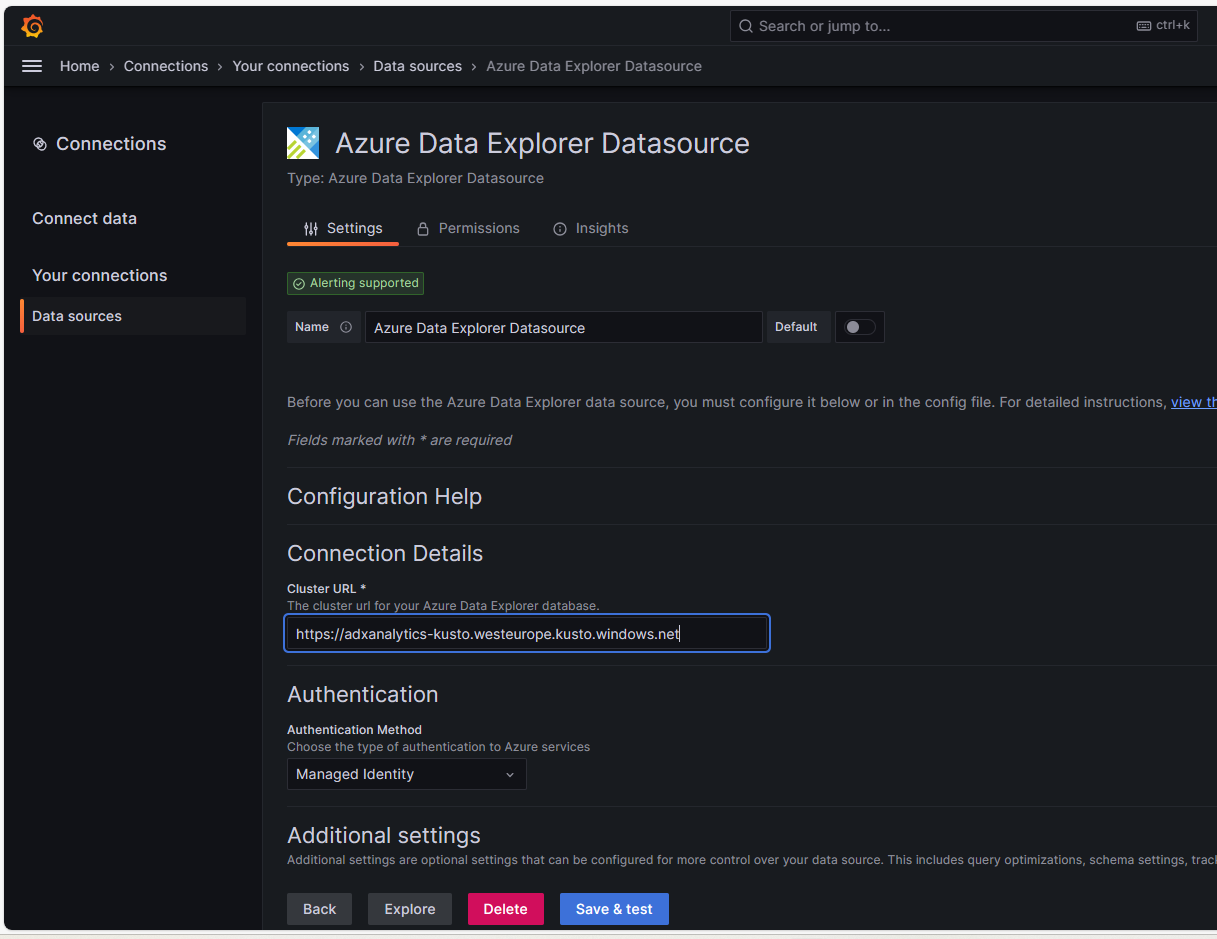 Search or jump to... ctrl+k
Home › Connections › Your connections › Data sources › Azure Data Explorer Datasource
Connections
Connect data
Your connections
Data sources
Azure Data Explorer Datasource
Type: Azure Data Explorer Datasource
Settings Permissions Insights
Alerting supported
Name Azure Data Explorer Datasource Default
Before you can use the Azure Data Explorer data source, you must configure it below or in the config file. For detailed instructions, view th
Fields marked with * are required
Configuration Help
Connection Details
Cluster URL *
The cluster url for your Azure Data Explorer database.
https://adxanalytics-kusto.westeurope.kusto.windows.net
Authentication
Authentication Method
Choose the type of authentication to Azure services
Managed Identity
Additional settings
Additional settings are optional settings that can be configured for more control over your data source. This includes query optimizations, schema settings, trac
Back Explore Delete Save & test